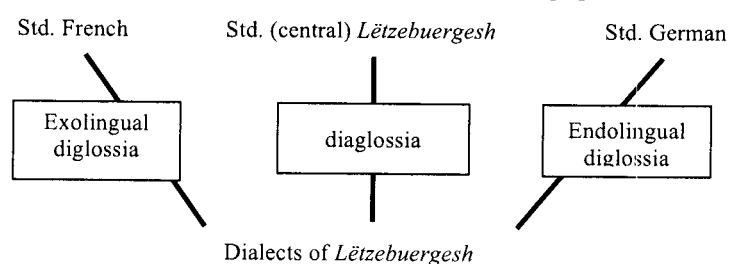 Std. French
Std. (central) Lëtzebuergesh
Std. German
Exolingual
diglossia
diaglossia
Endolingual
diglossia
Dialects of Lëtzebuergesh